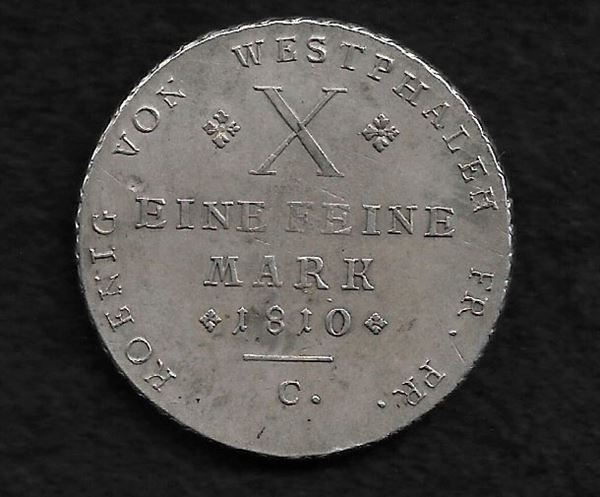 KOENIG VON WESTPHALEN FR. PR.
X
EINE FEINE
MARK
1810
C.